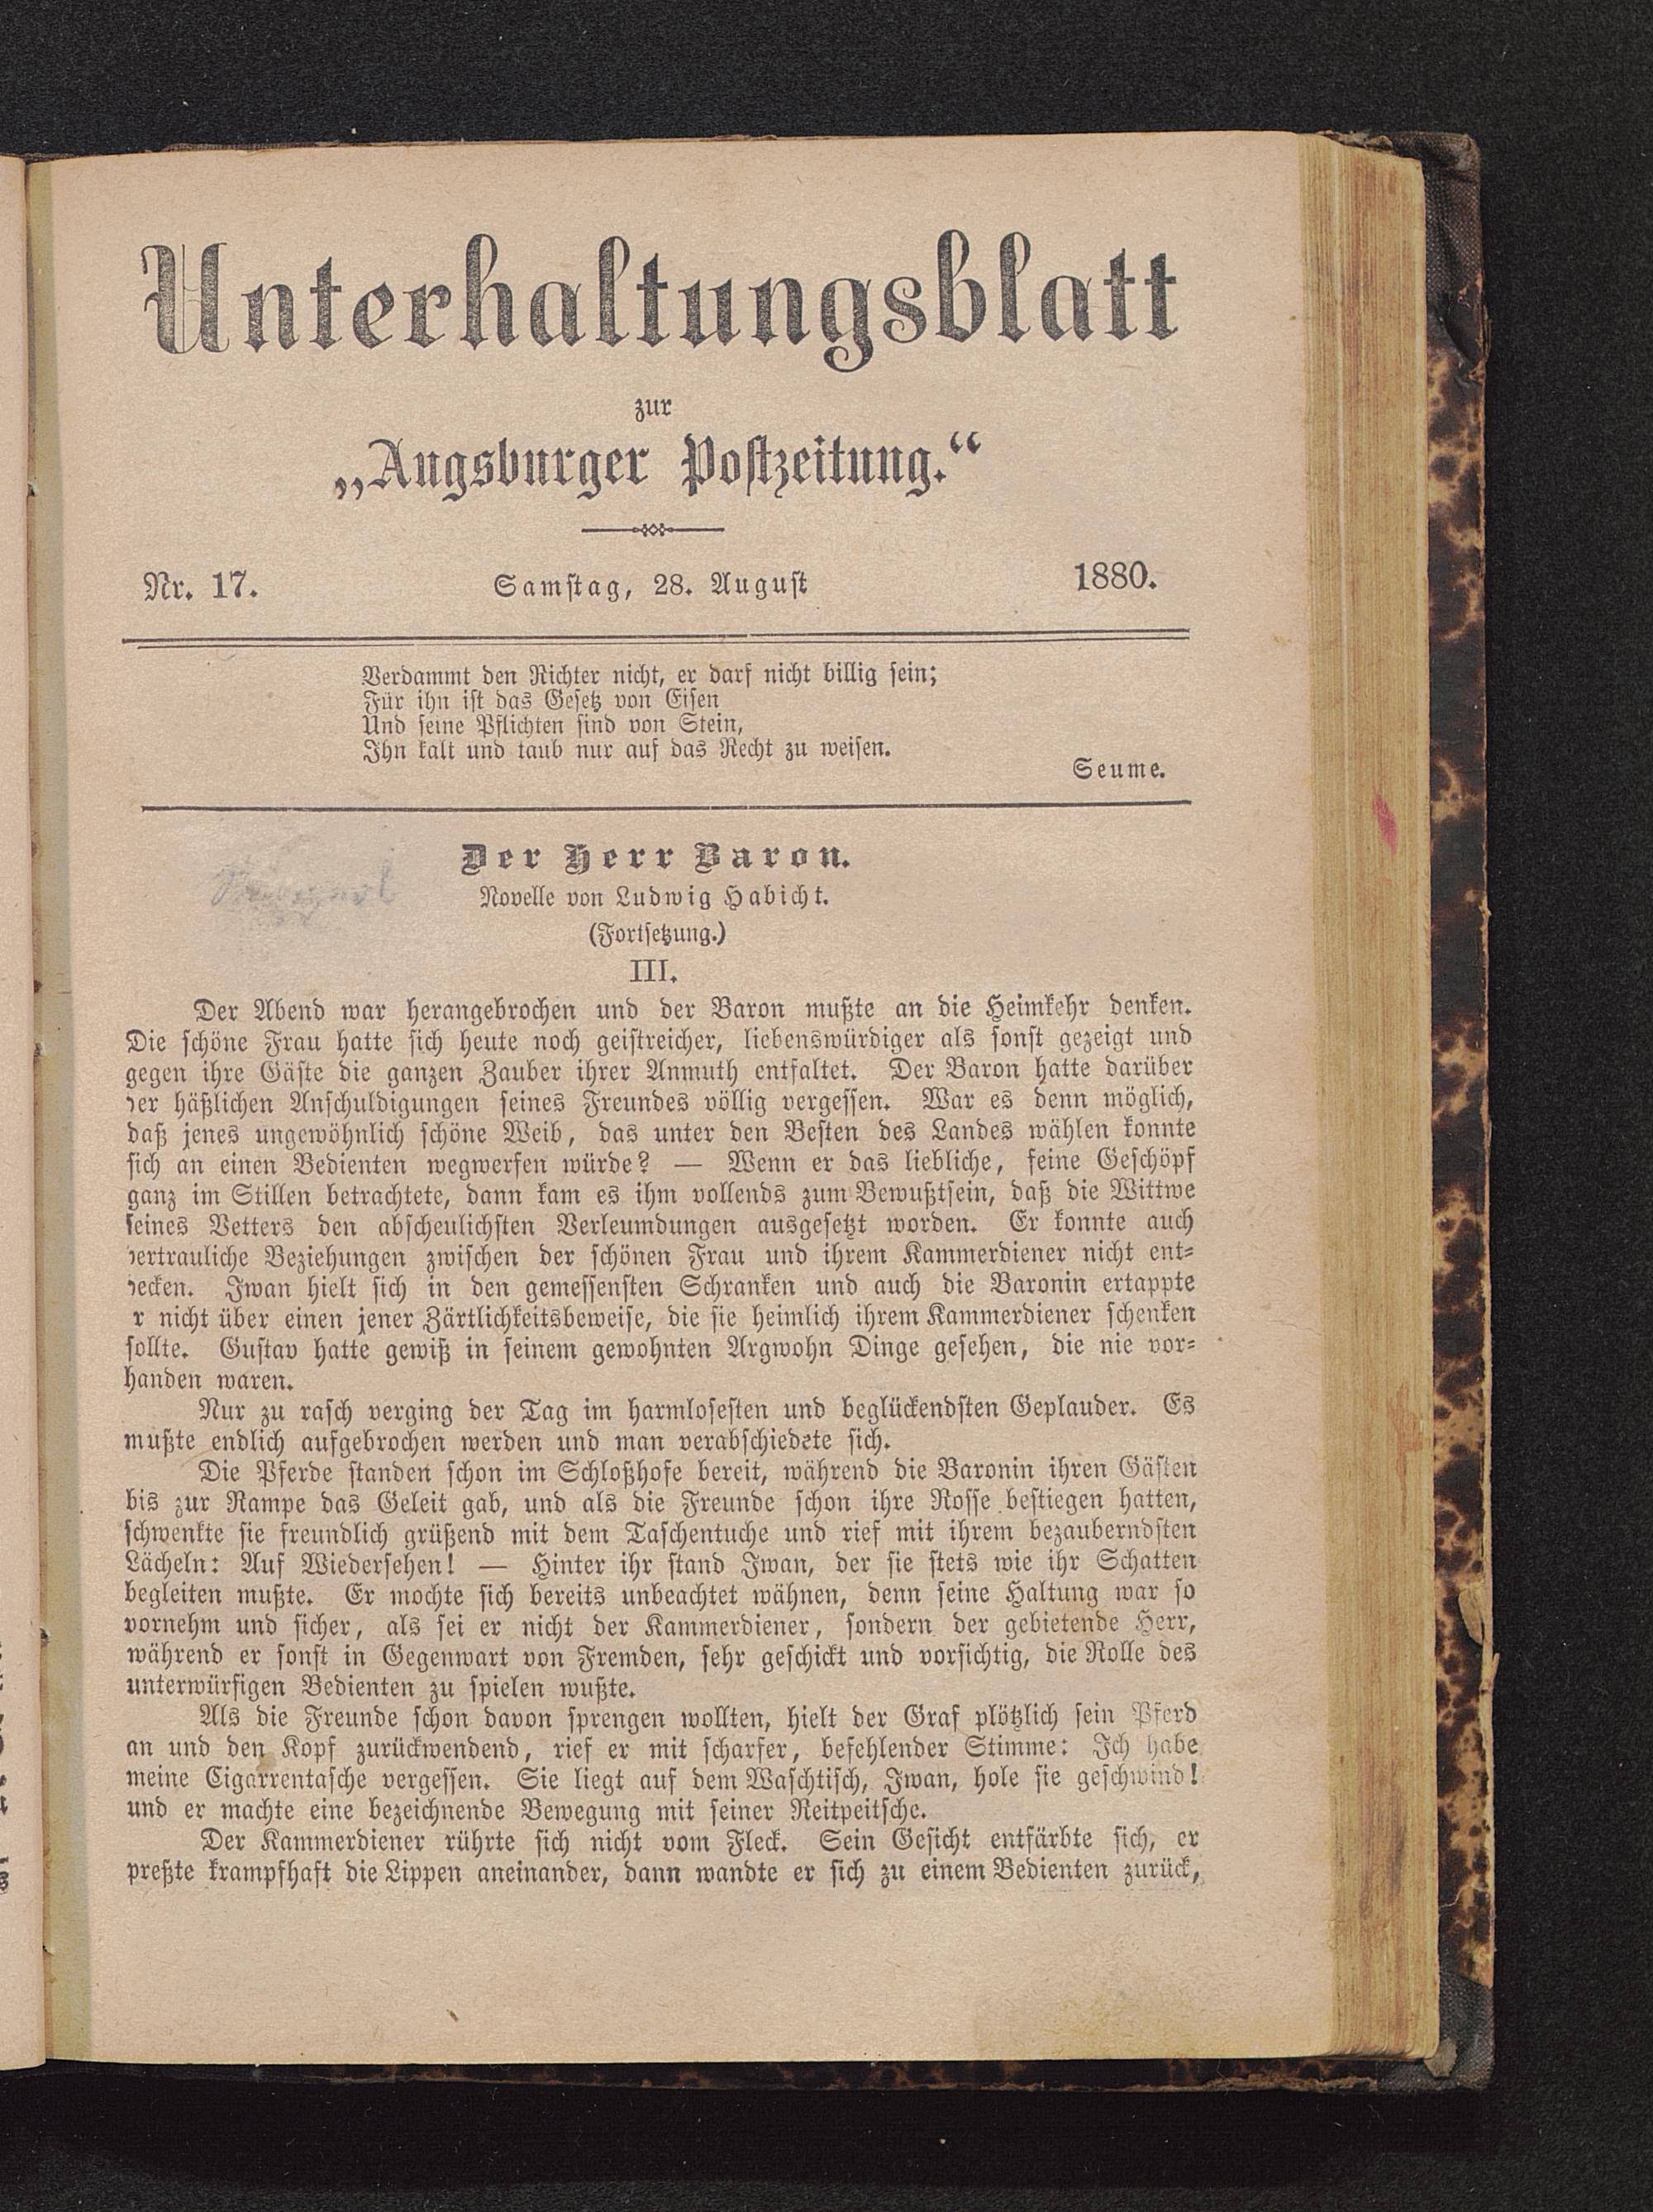 Unterhaltungsblatt
zur
„Augsburger Postzeitung.“
Nr. 17. Samstag, 28. August 1880.
Verdammt den Richter nicht, er darf nicht billig sein;
Für ihn ist das Gesetz von Eisen
Und seine Pflichten sind von Stein,
Ihn kalt und taub nur auf das Recht zu weisen.
Seume.
Der Herr Baron.
Novelle von Ludwig Habicht.
(Fortsetzung.)
III.
Der Abend war herangebrochen und der Baron mußte an die Heimkehr denken.
Die schöne Frau hatte sich heute noch geistreicher, liebenswürdiger als sonst gezeigt und
gegen ihre Gäste die ganzen Zauber ihrer Anmuth entfaltet. Der Baron hatte darüber
der häßlichen Anschuldigungen seines Freundes völlig vergessen. War es denn möglich,
daß jenes ungewöhnlich schöne Weib, das unter den Besten des Landes wählen konnte
sich an einen Bedienten wegwerfen würde? — Wenn er das liebliche, feine Geschöpf
ganz im Stillen betrachtete, dann kam es ihm vollends zum Bewußtsein, daß die Wittwe
seines Vetters den abscheulichsten Verleumdungen ausgesetzt worden. Er konnte auch
vertrauliche Beziehungen zwischen der schönen Frau und ihrem Kammerdiener nicht ent-
decken. Iwan hielt sich in den gemessensten Schranken und auch die Baronin ertappte
r nicht über einen jener Zärtlichkeitsbeweise, die sie heimlich ihrem Kammerdiener schenken
sollte. Gustav hatte gewiß in seinem gewohnten Argwohn Dinge gesehen, die nie vor-
handen waren.
Nur zu rasch verging der Tag im harmlosesten und beglückendsten Geplauder. Es
mußte endlich aufgebrochen werden und man verabschiedete sich.
Die Pferde standen schon im Schloßhofe bereit, während die Baronin ihren Gästen
bis zur Rampe das Geleit gab, und als die Freunde schon ihre Rosse bestiegen hatten,
schwenkte sie freundlich grüßend mit dem Taschentuche und rief mit ihrem bezauberndsten
Lächeln: Auf Wiedersehen! — Hinter ihr stand Iwan, der sie stets wie ihr Schatten
begleiten mußte. Er mochte sich bereits unbeachtet wähnen, denn seine Haltung war so
vornehm und sicher, als sei er nicht der Kammerdiener, sondern der gebietende Herr,
während er sonst in Gegenwart von Fremden, sehr geschickt und vorsichtig, die Rolle des
unterwürfigen Bedienten zu spielen wußte.
Als die Freunde schon davon sprengen wollten, hielt der Graf plötzlich sein Pferd
an und den Kopf zurückwendend, rief er mit scharfer, befehlender Stimme: Ich habe
meine Cigarrentasche vergessen. Sie liegt auf dem Waschtisch, Iwan, hole sie geschwind!
und er machte eine bezeichnende Bewegung mit seiner Reitpeitsche.
Der Kammerdiener rührte sich nicht vom Fleck. Sein Gesicht entfärbte sich, er
preßte krampfhaft die Lippen aneinander, dann wandte er sich zu einem Bedienten zurück,